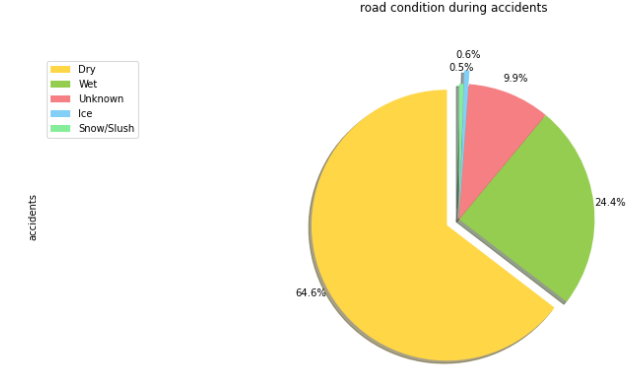 road condition during accidents
Dry
Wet
Unknown
Ice
Snow/Slush
accidents
0.6%
0.5%
9.9%
24.4%
64.6%